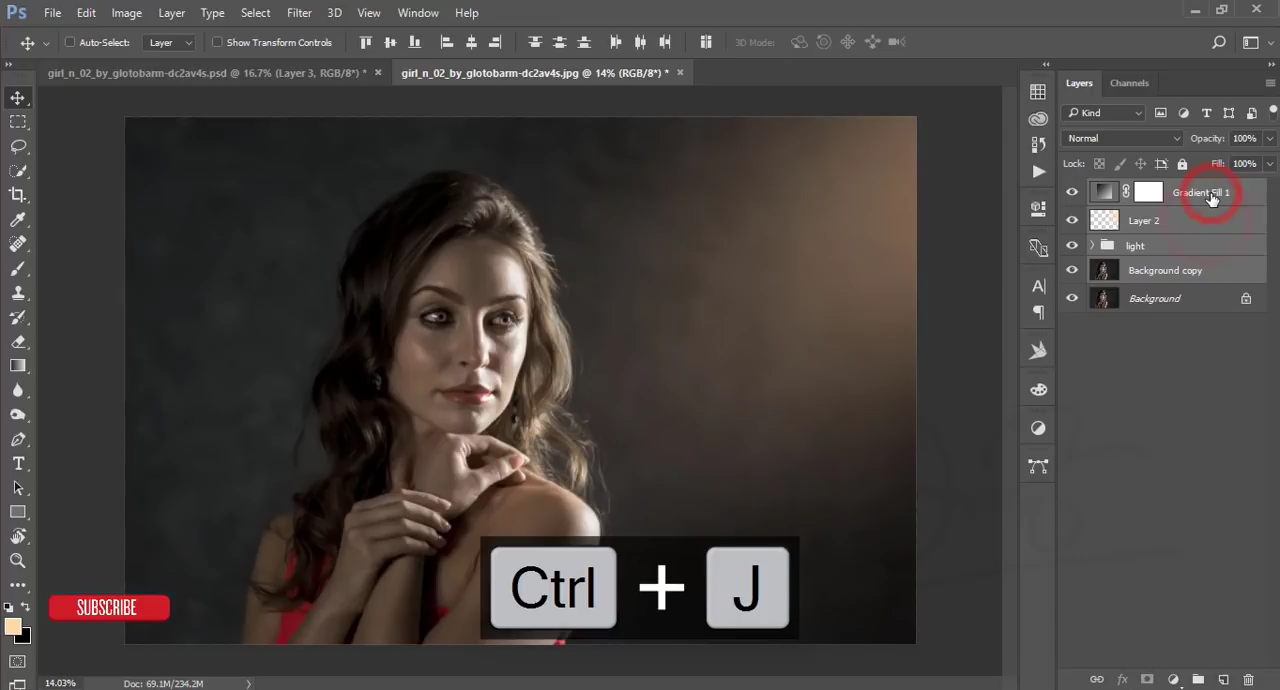 Ps File Edit Image Layer Type Select Filter 3D View Window Help
Auto-Select: Layer Show Transform Controls 3D Mode:
girl_n_02_by_glotobarm-dc2av4s.psd @ 16.7% (Layer 3, RGB/8*) * × girl_n_02_by_glotobarm-dc2av4s.jpg @ 14% (RGB/8*) * ×
Layers Channels
Kind
Normal Opacity: 100%
Lock: Fill: 100%
Gradient Fill 1
Layer 2
light
Background copy
Background
Ctrl + J
SUBSCRIBE
14.03% Doc: 69.1M/234.2M